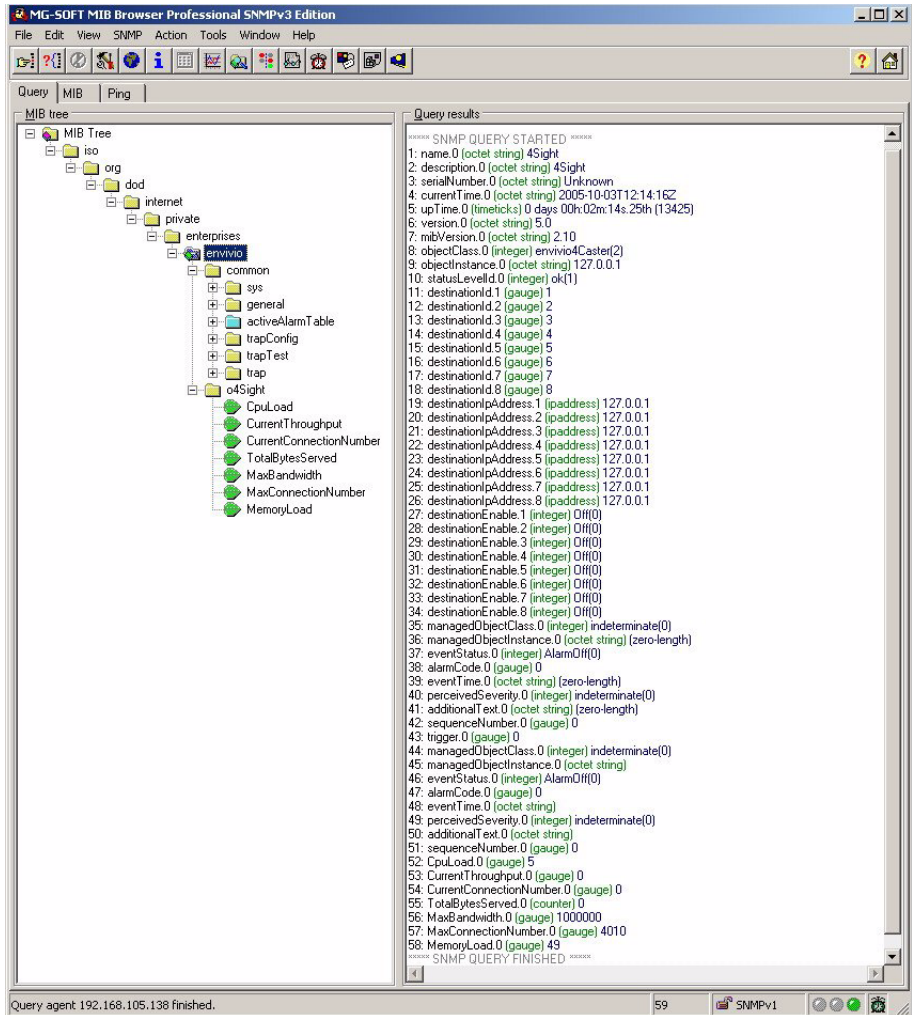 MG-SOFT MIB Browser Professional SNMPv3 Edition
File Edit View SNMP Action Tools Window Help
Query MIB Ping
MIB tree
MIB Tree
iso
org
dod
internet
private
enterprises
envivio
common
sys
general
activeAlarmTable
trapConfig
trapTest
trap
o4Sight
CpuLoad
CurrentThroughput
CurrentConnectionNumber
TotalBytesServed
MaxBandwidth
MaxConnectionNumber
MemoryLoad
Query results
***** SNMP QUERY STARTED *****
1: name.0 (octet string) 4Sight
2: description.0 (octet string) 4Sight
3: serialNumber.0 (octet string) Unknown
4: currentTime.0 (octet string) 2005-10-03T12:14:16Z
5: upTime.0 (timeticks) 0 days 00h:02m:14s.25th (13425)
6: version.0 (octet string) 5.0
7: mibVersion.0 (octet string) 2.10
8: objectClass.0 (integer) envivio4Caster(2)
9: objectInstance.0 (octet string) 127.0.0.1
10: statusLevelId.0 (integer) ok(1)
11: destinationId.1 (gauge) 1
12: destinationId.2 (gauge) 2
13: destinationId.3 (gauge) 3
14: destinationId.4 (gauge) 4
15: destinationId.5 (gauge) 5
16: destinationId.6 (gauge) 6
17: destinationId.7 (gauge) 7
18: destinationId.8 (gauge) 8
19: destinationIpAddress.1 (ipaddress) 127.0.0.1
20: destinationIpAddress.2 (ipaddress) 127.0.0.1
21: destinationIpAddress.3 (ipaddress) 127.0.0.1
22: destinationIpAddress.4 (ipaddress) 127.0.0.1
23: destinationIpAddress.5 (ipaddress) 127.0.0.1
24: destinationIpAddress.6 (ipaddress) 127.0.0.1
25: destinationIpAddress.7 (ipaddress) 127.0.0.1
26: destinationIpAddress.8 (ipaddress) 127.0.0.1
27: destinationEnable.1 (integer) Off(0)
28: destinationEnable.2 (integer) Off(0)
29: destinationEnable.3 (integer) Off(0)
30: destinationEnable.4 (integer) Off(0)
31: destinationEnable.5 (integer) Off(0)
32: destinationEnable.6 (integer) Off(0)
33: destinationEnable.7 (integer) Off(0)
34: destinationEnable.8 (integer) Off(0)
35: managedObjectClass.0 (integer) indeterminate(0)
36: managedObjectInstance.0 (octet string) (zero-length)
37: eventStatus.0 (integer) AlarmOff(0)
38: alarmCode.0 (gauge) 0
39: eventTime.0 (octet string) (zero-length)
40: perceivedSeverity.0 (integer) indeterminate(0)
41: additionalText.0 (octet string) (zero-length)
42: sequenceNumber.0 (gauge) 0
43: trigger.0 (gauge) 0
44: managedObjectClass.0 (integer) indeterminate(0)
45: managedObjectInstance.0 (octet string)
46: eventStatus.0 (integer) AlarmOff(0)
47: alarmCode.0 (gauge) 0
48: eventTime.0 (octet string)
49: perceivedSeverity.0 (integer) indeterminate(0)
50: additionalText.0 (octet string)
51: sequenceNumber.0 (gauge) 0
52: CpuLoad.0 (gauge) 5
53: CurrentThroughput.0 (gauge) 0
54: CurrentConnectionNumber.0 (gauge) 0
55: TotalBytesServed.0 (counter) 0
56: MaxBandwidth.0 (gauge) 1000000
57: MaxConnectionNumber.0 (gauge) 4010
58: MemoryLoad.0 (gauge) 49
***** SNMP QUERY FINISHED *****
Query agent 192.168.105.138 finished. 59 SNMPv1